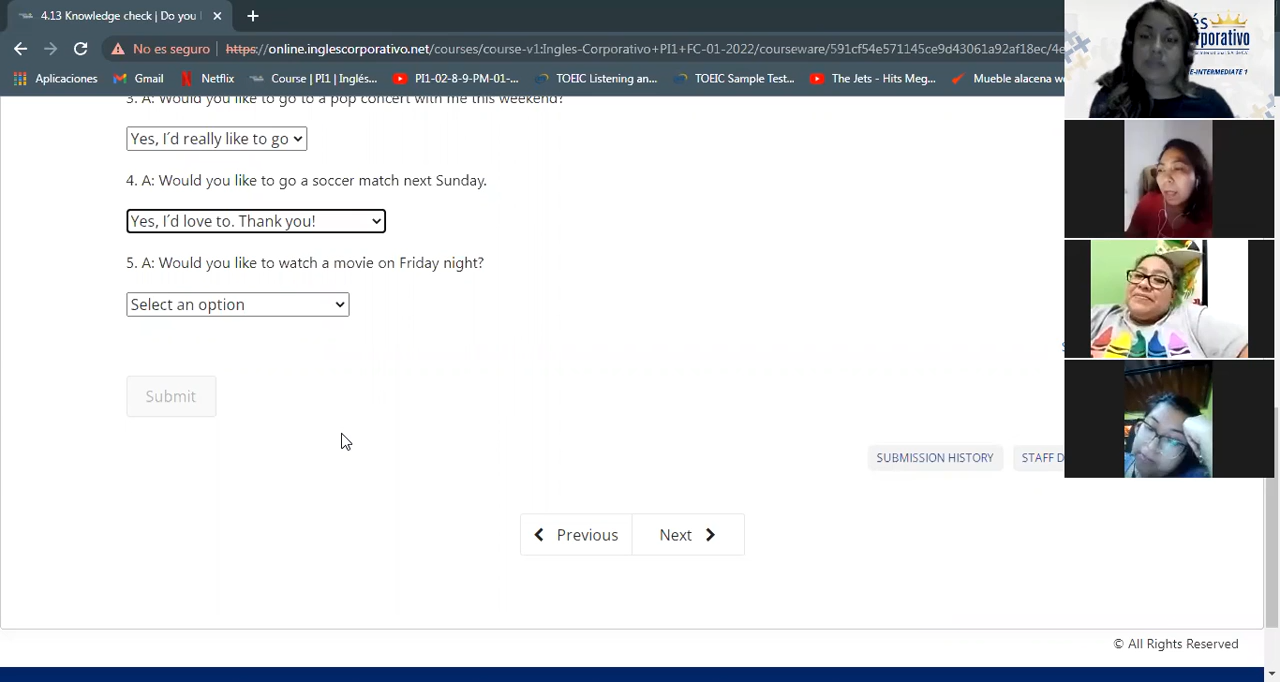 4.13 Knowledge check | Do you
No es seguro | https://online.inglescorporativo.net/courses/course-v1:Ingles-Corporativo+PI1+FC-01-2022/courseware/591cf54e571145ce9d43061a92af18ec/4e
Aplicaciones Gmail Netflix Course | PI1 | Inglés... PI1-02-8-9-PM-01-... TOEIC Listening an... TOEIC Sample Test... The Jets - Hits Meg... Mueble alacena
E-INTERMEDIATE 1
3. A: Would you like to go to a pop concert with me this weekend?
Yes, I´d really like to go
4. A: Would you like to go a soccer match next Sunday.
Yes, I´d love to. Thank you!
5. A: Would you like to watch a movie on Friday night?
Select an option
Submit
SUBMISSION HISTORY STAFF D
Previous Next
© All Rights Reserved